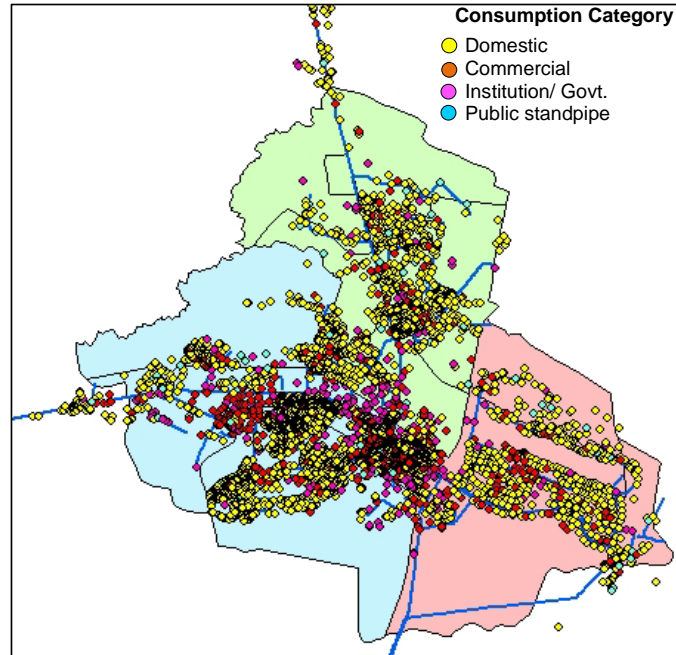 Consumption Category
Domestic
Commercial
Institution/ Govt.
Public standpipe